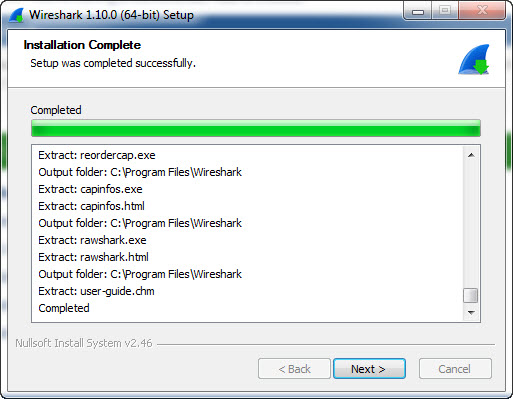 Wireshark 1.10.0 (64-bit) Setup
Installation Complete
Setup was completed successfully.
Completed
Extract: reordercap.exe
Output folder: C:\Program Files\Wireshark
Extract: capinfos.exe
Extract: capinfos.html
Output folder: C:\Program Files\Wireshark
Extract: rawshark.exe
Extract: rawshark.html
Output folder: C:\Program Files\Wireshark
Extract: user-guide.chm
Completed
Nullsoft Install System v2.46
< Back Next > Cancel